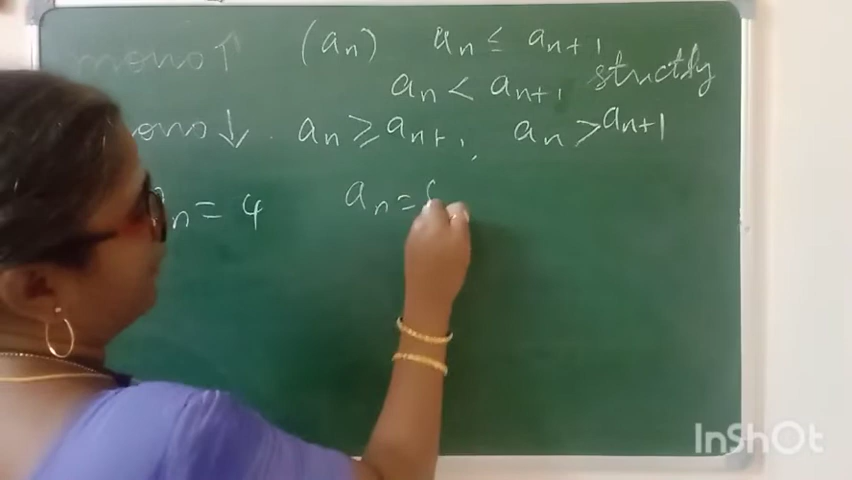 mono ↑ (aₙ) aₙ ≤ aₙ₊₁
aₙ < aₙ₊₁ strictly
mono ↓ . aₙ ≥ aₙ₊₁, aₙ > aₙ₊₁
aₙ = 4 aₙ =
InShOt